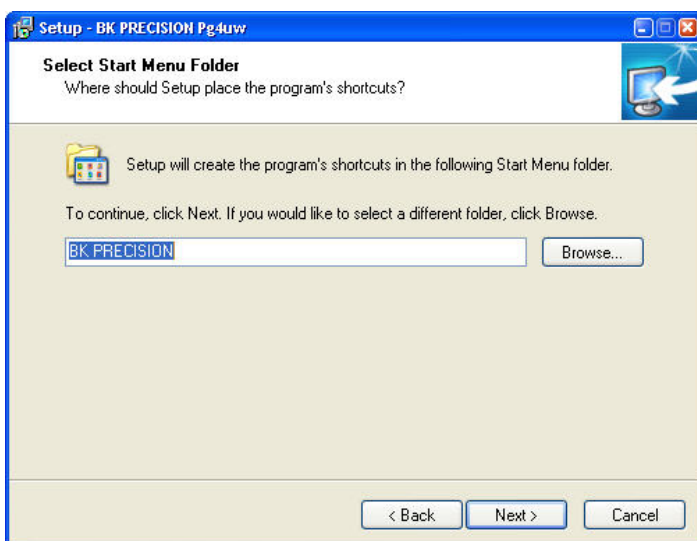 Setup - BK PRECISION Pg4uw
Select Start Menu Folder
Where should Setup place the program's shortcuts?
Setup will create the program's shortcuts in the following Start Menu folder.
To continue, click Next. If you would like to select a different folder, click Browse.
BK PRECISION
Browse...
< Back
Next >
Cancel